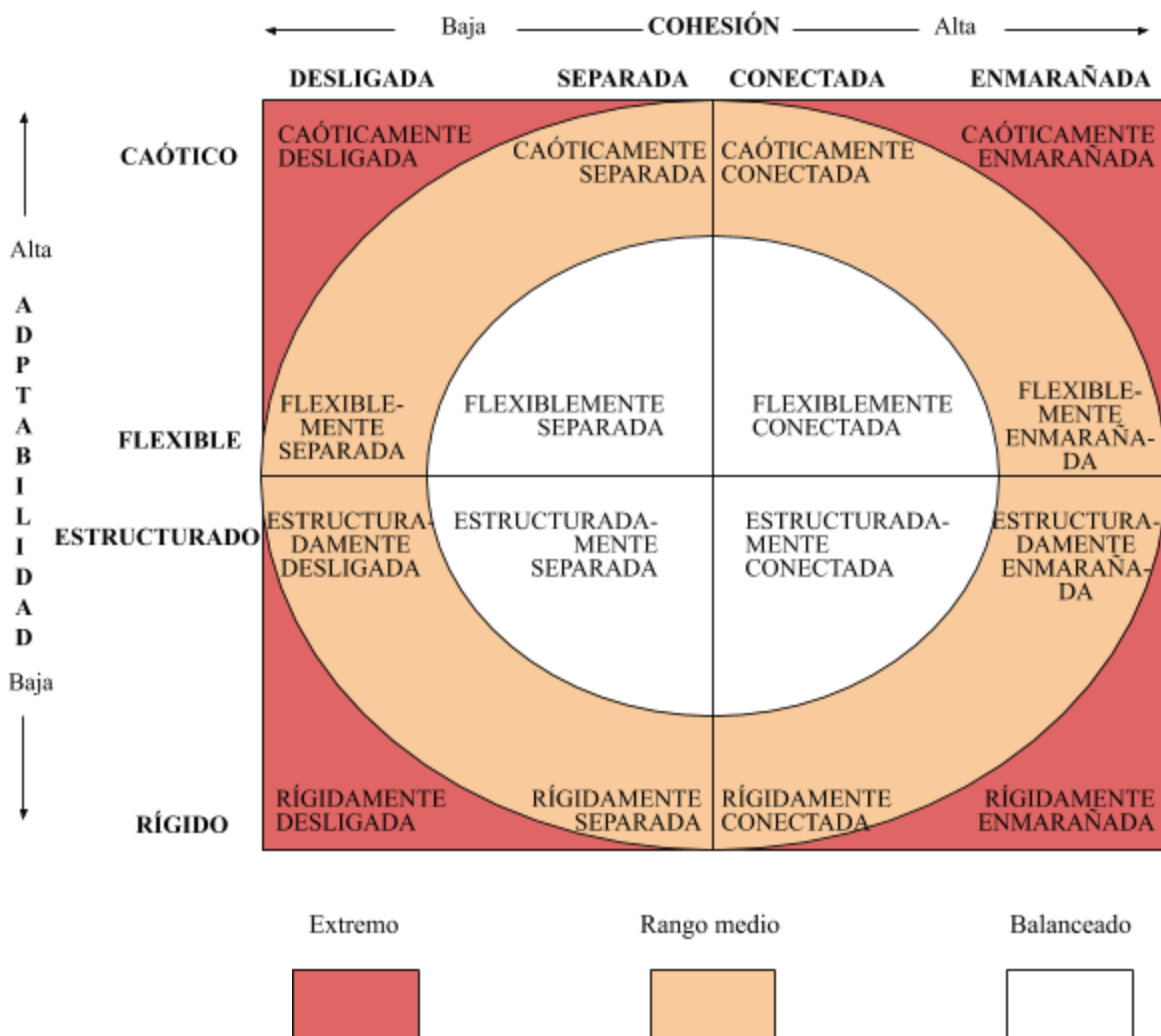 Baja COHESIÓN Alta
DESLIGADA SEPARADA CONECTADA ENMARAÑADA
CAÓTICO
CAÓTICAMENTE
DESLIGADA
CAÓTICAMENTE
SEPARADA
CAÓTICAMENTE
CONECTADA
CAÓTICAMENTE
ENMARAÑADA
Alta
A
D
P
T
A
B
I
L
I
D
A
D
Baja
FLEXIBLE
FLEXIBLE-
MENTE
SEPARADA
FLEXIBLEMENTE
SEPARADA
FLEXIBLEMENTE
CONECTADA
FLEXIBLE-
MENTE
ENMARAÑA-
DA
ESTRUCTURADO
ESTRUCTURA-
DAMENTE
DESLIGADA
ESTRUCTURADA-
MENTE
SEPARADA
ESTRUCTURADA-
MENTE
CONECTADA
ESTRUCTURA-
DAMENTE
ENMARAÑA-
DA
RÍGIDO
RÍGIDAMENTE
DESLIGADA
RÍGIDAMENTE
SEPARADA
RÍGIDAMENTE
CONECTADA
RÍGIDAMENTE
ENMARAÑADA
Extremo Rango medio Balanceado